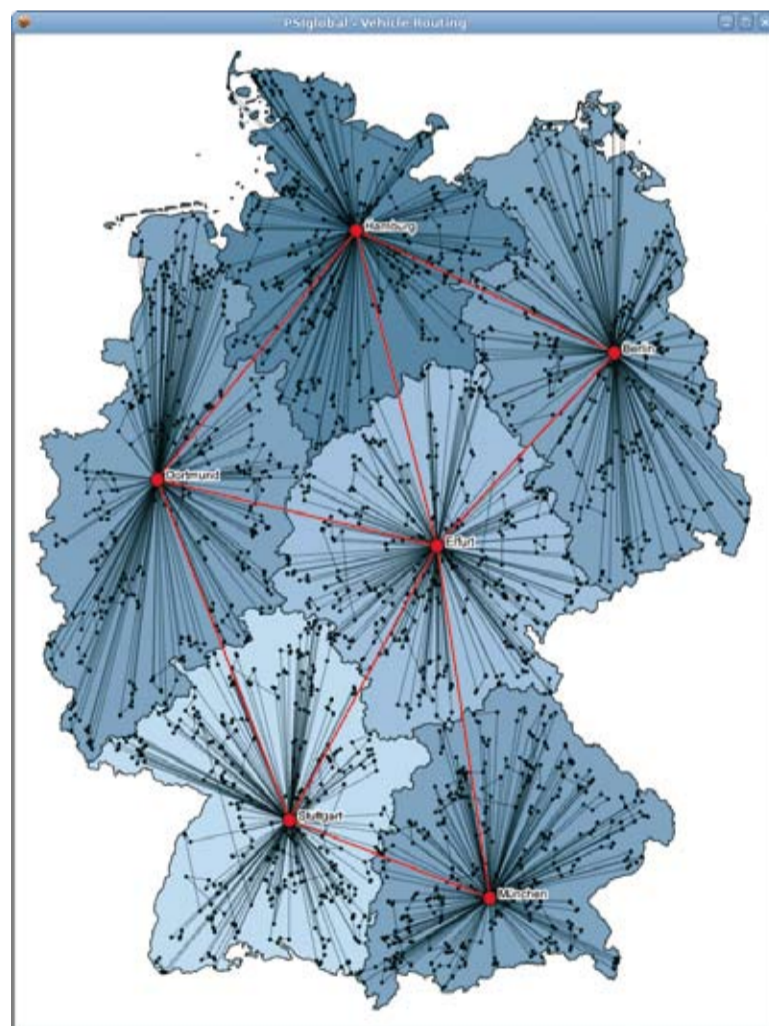 PSIglobal - Vehicle Routing
Hamburg
Berlin
Dortmund
Erfurt
Stuttgart
München